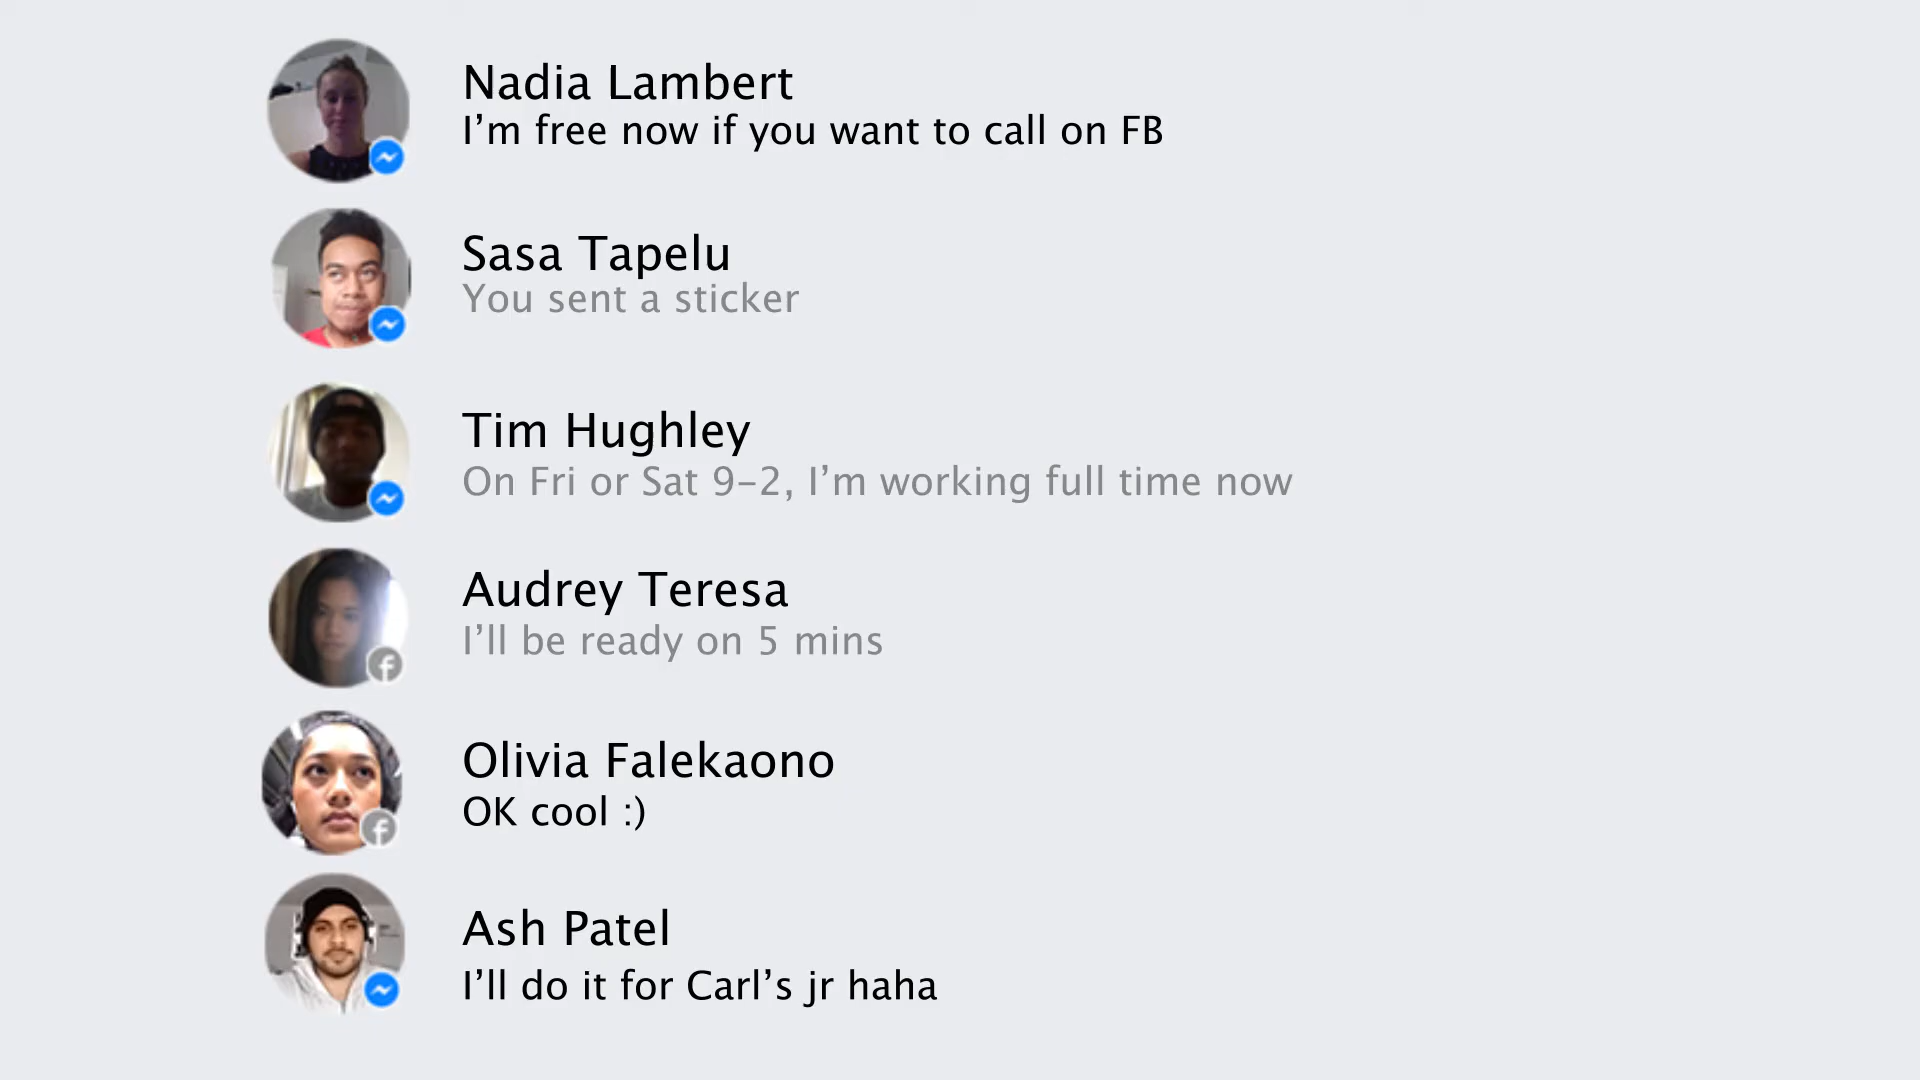 Nadia Lambert
I’m free now if you want to call on FB
Sasa Tapelu
You sent a sticker
Tim Hughley
On Fri or Sat 9–2, I’m working full time now
Audrey Teresa
I’ll be ready on 5 mins
Olivia Falekaono
OK cool :)
Ash Patel
I’ll do it for Carl’s jr haha